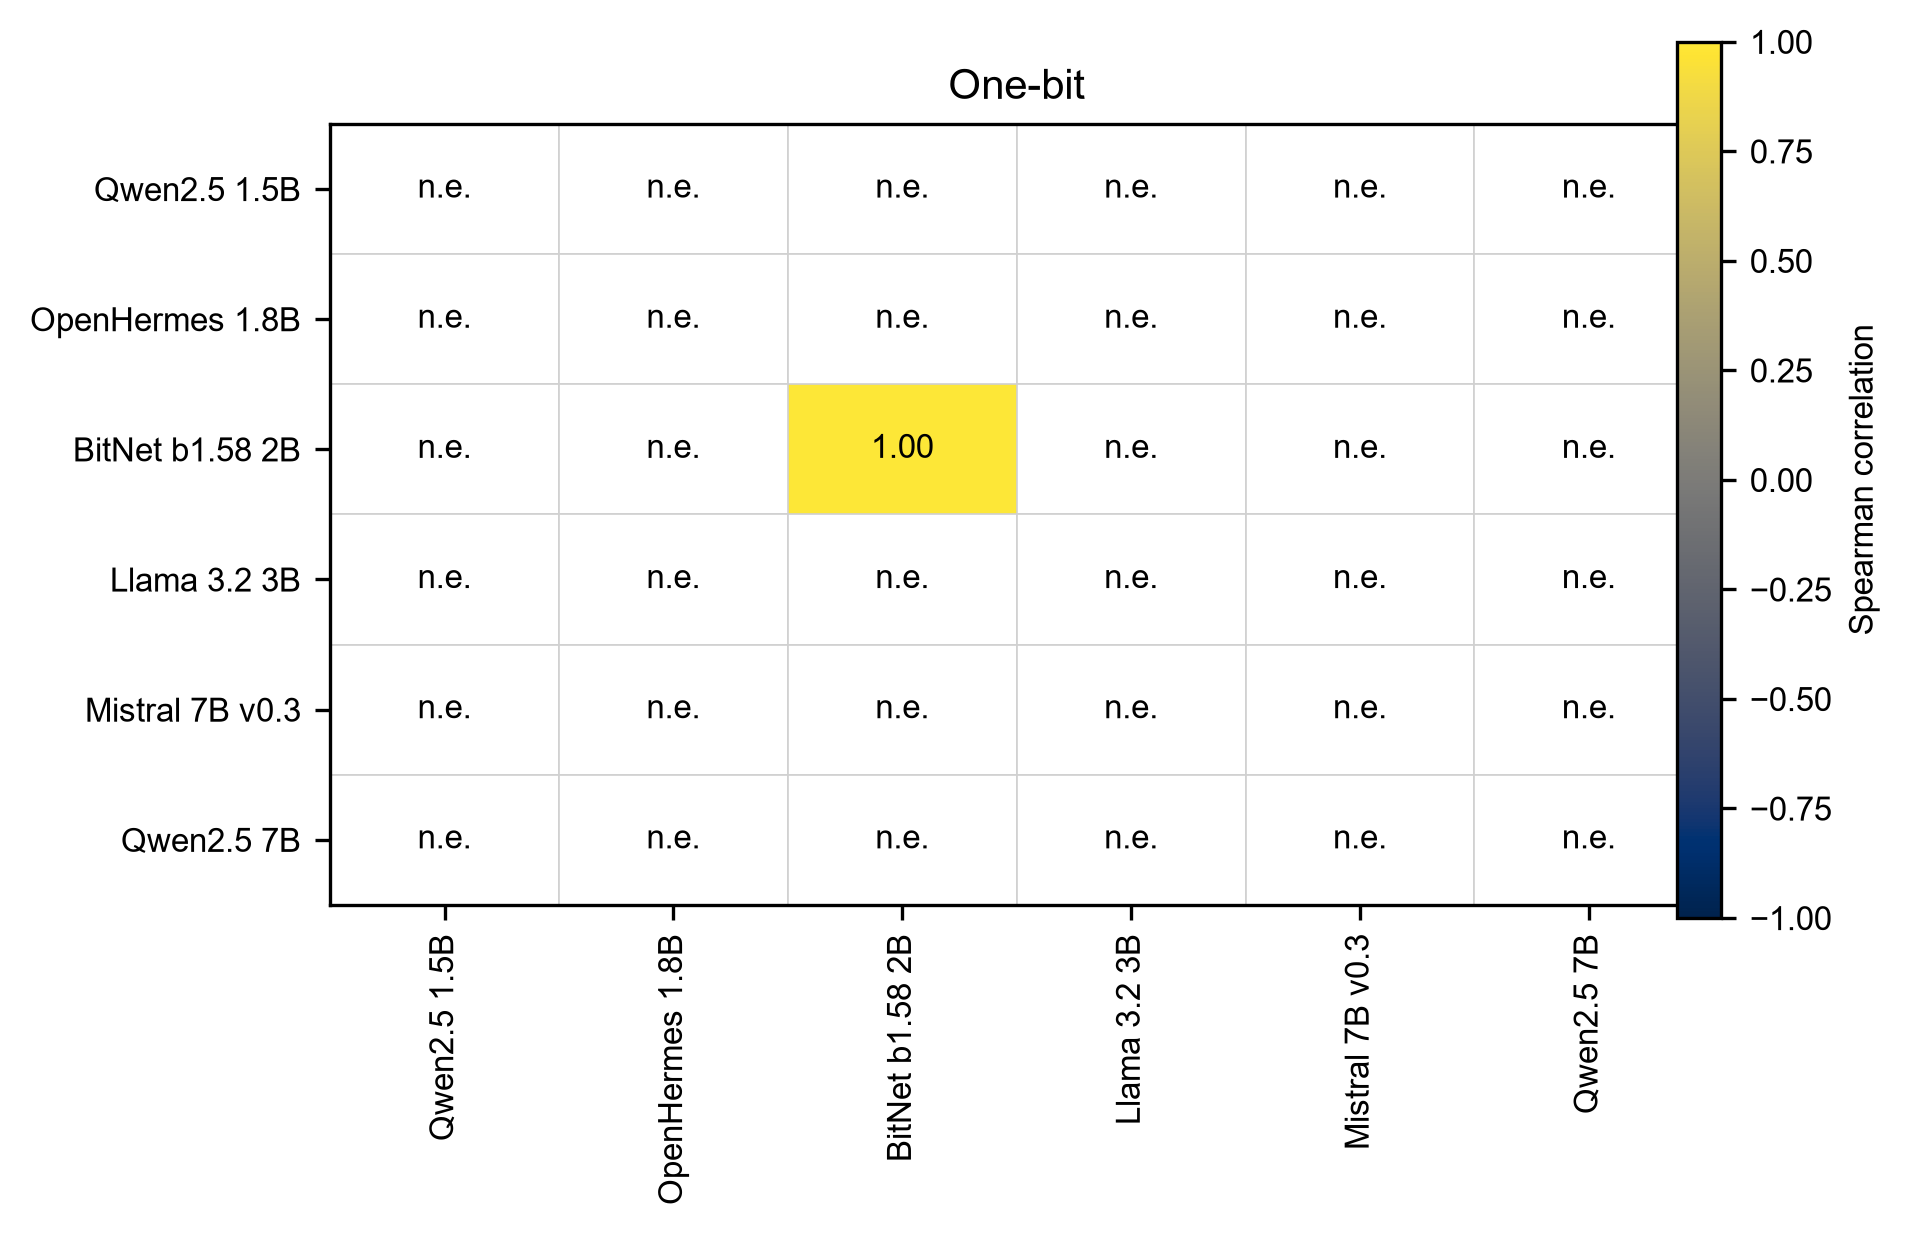 One-bit
Qwen2.5 1.5B n.e. n.e. n.e. n.e. n.e. n.e.
OpenHermes 1.8B n.e. n.e. n.e. n.e. n.e. n.e.
BitNet b1.58 2B n.e. n.e. 1.00 n.e. n.e. n.e.
Llama 3.2 3B n.e. n.e. n.e. n.e. n.e. n.e.
Mistral 7B v0.3 n.e. n.e. n.e. n.e. n.e. n.e.
Qwen2.5 7B n.e. n.e. n.e. n.e. n.e. n.e.
Qwen2.5 1.5B
OpenHermes 1.8B
BitNet b1.58 2B
Llama 3.2 3B
Mistral 7B v0.3
Qwen2.5 7B
1.00
0.75
0.50
0.25
0.00
−0.25
−0.50
−0.75
−1.00
Spearman correlation